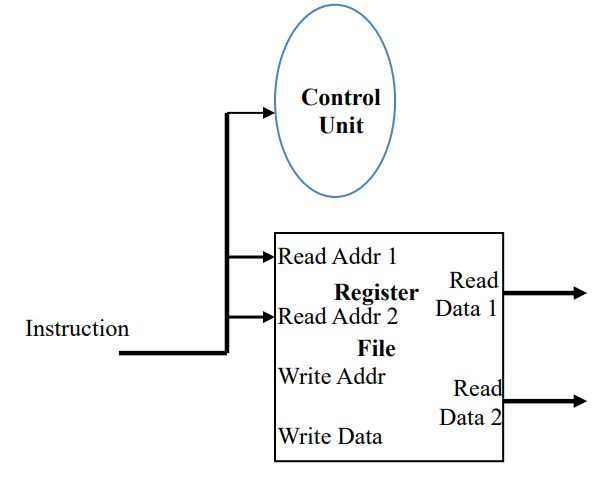 Control
Unit
Read Addr 1
Register
Read
Data 1
Read Addr 2
Instruction
File
Write Addr
Read
Data 2
Write Data